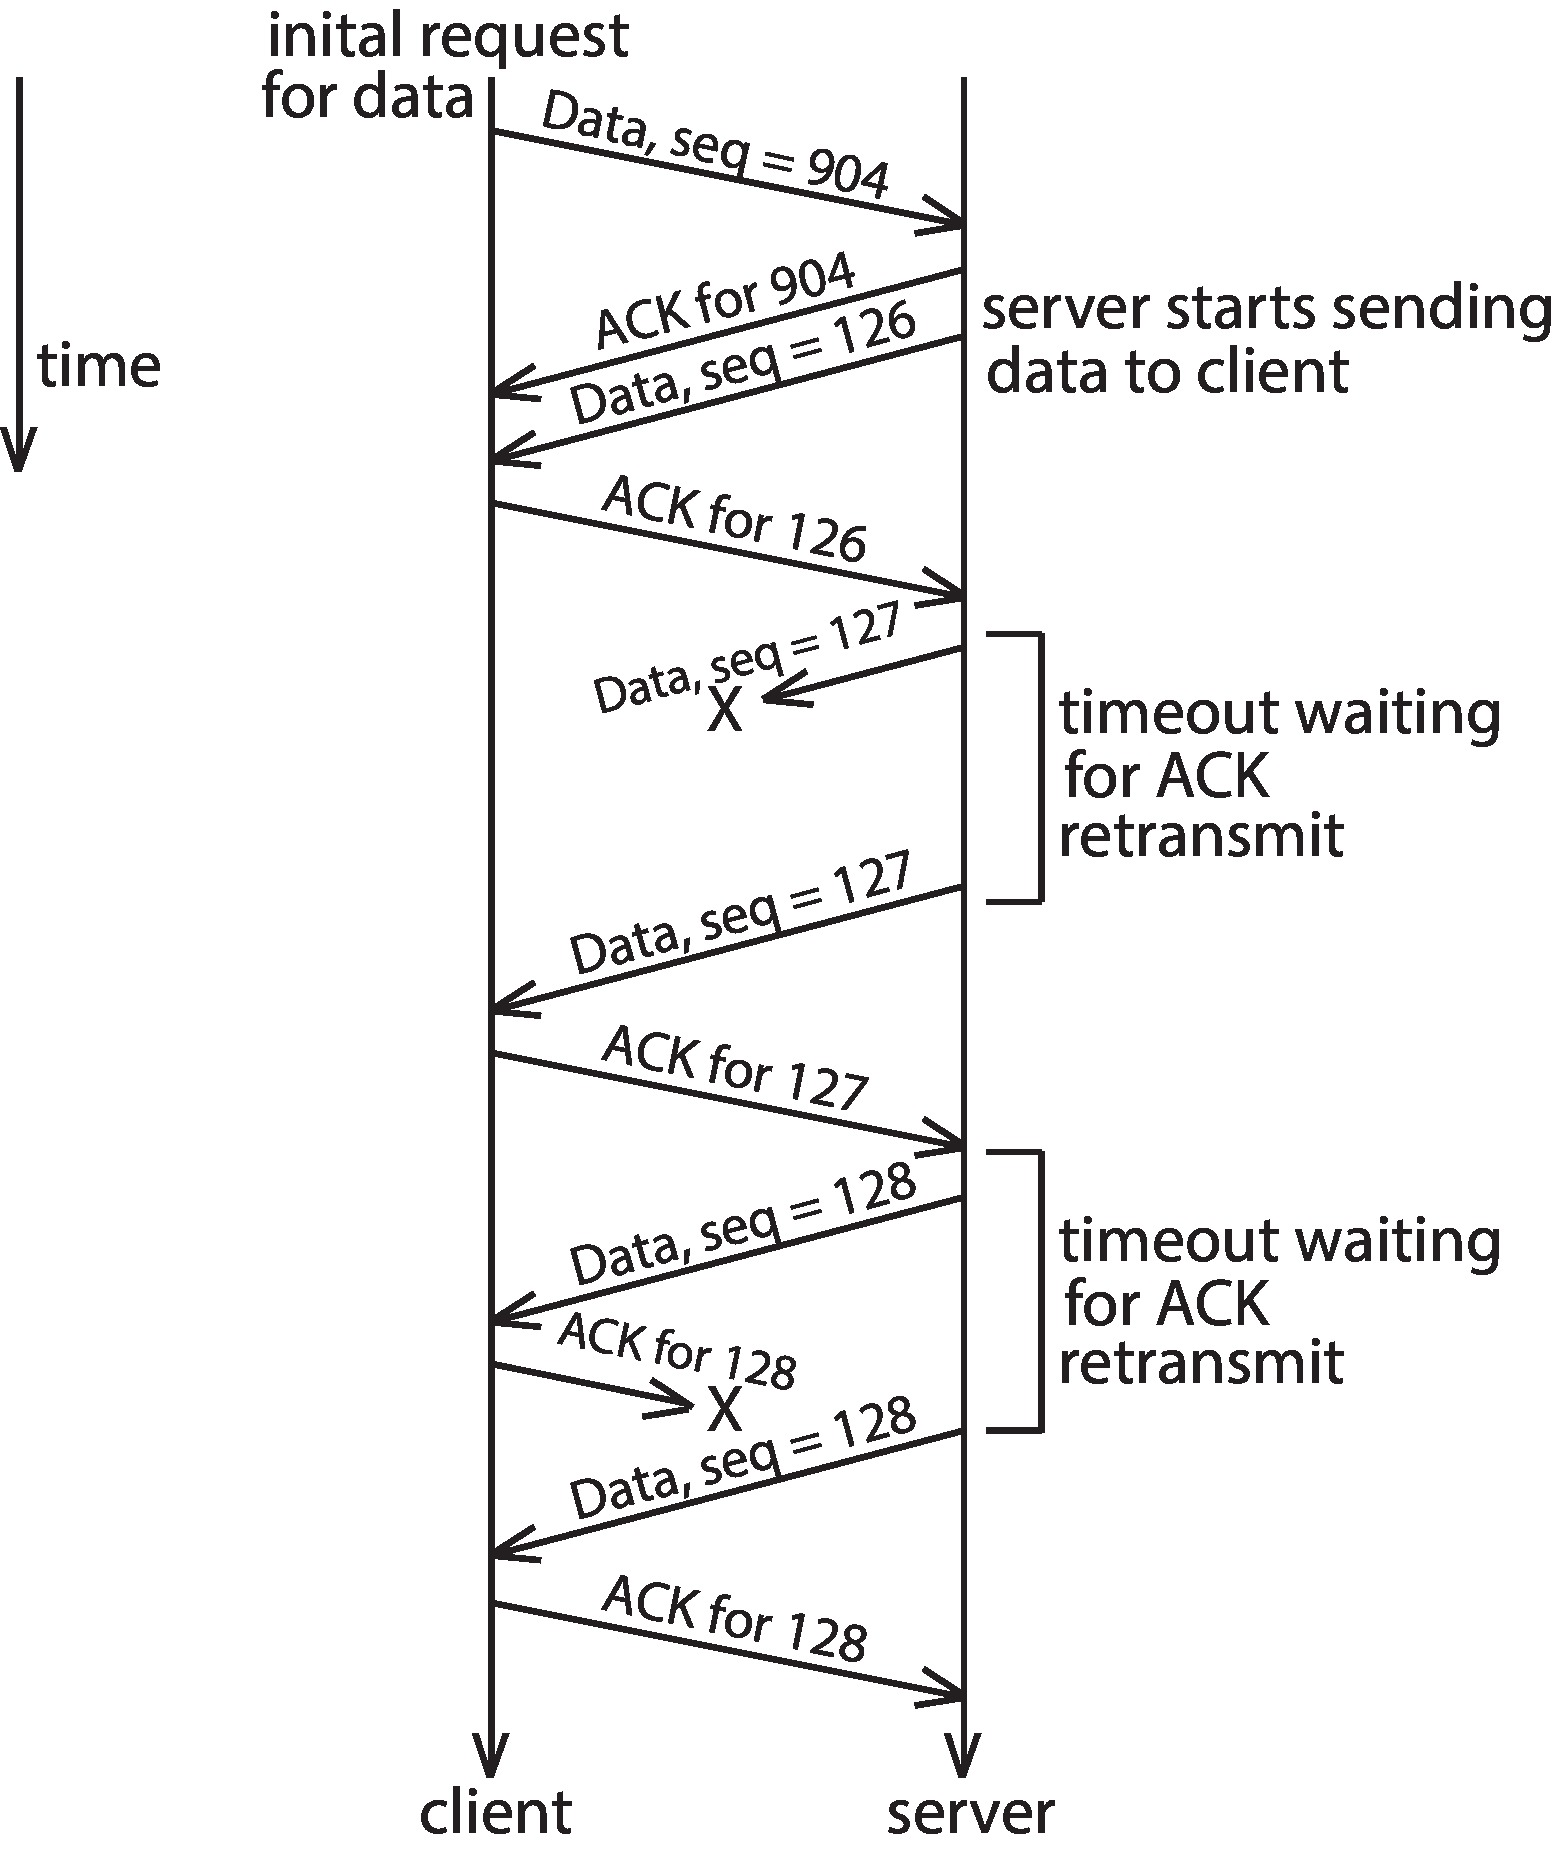 inital request
for data
Data, seq = 904
ACK for 904
Data, seq = 126
server starts sending
data to client
time
ACK for 126
Data, seq = 127
X
timeout waiting
for ACK
retransmit
Data, seq = 127
ACK for 127
Data, seq = 128
timeout waiting
for ACK
retransmit
ACK for 128
X
Data, seq = 128
ACK for 128
client
server